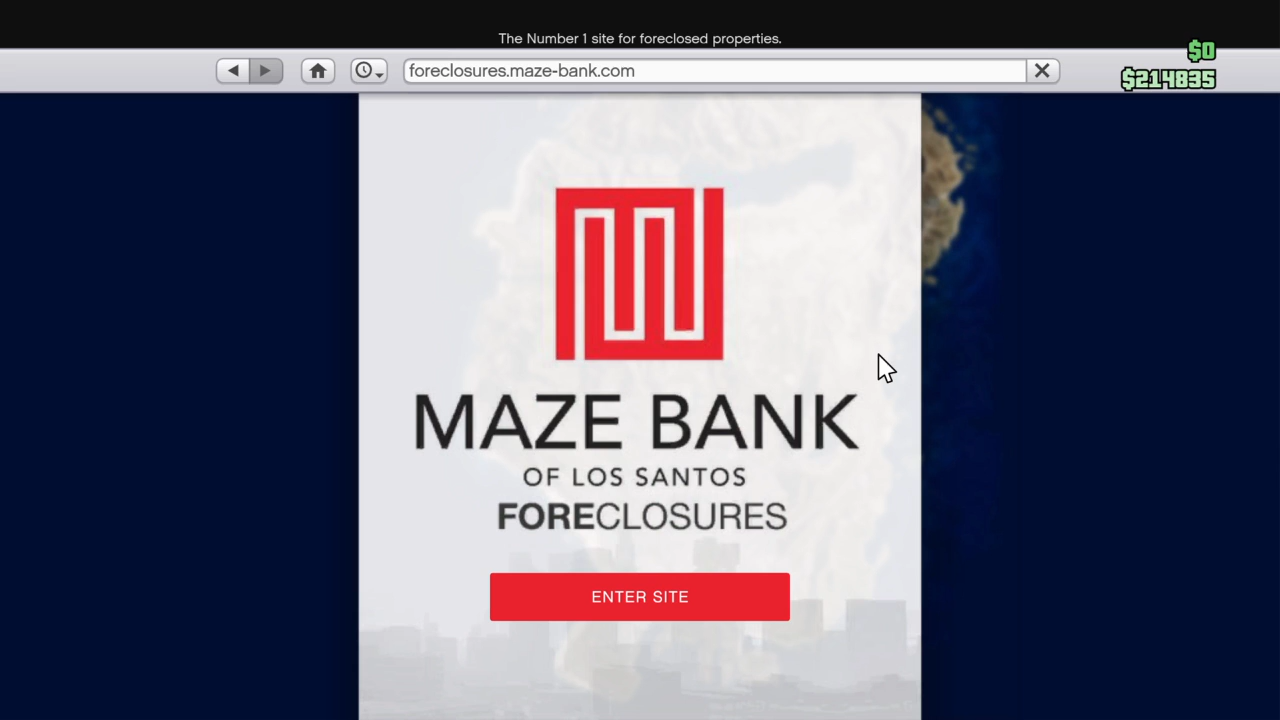 The Number 1 site for foreclosed properties.
$0
foreclosures.maze-bank.com
$214835
MAZE BANK
OF LOS SANTOS
FORECLOSURES
ENTER SITE